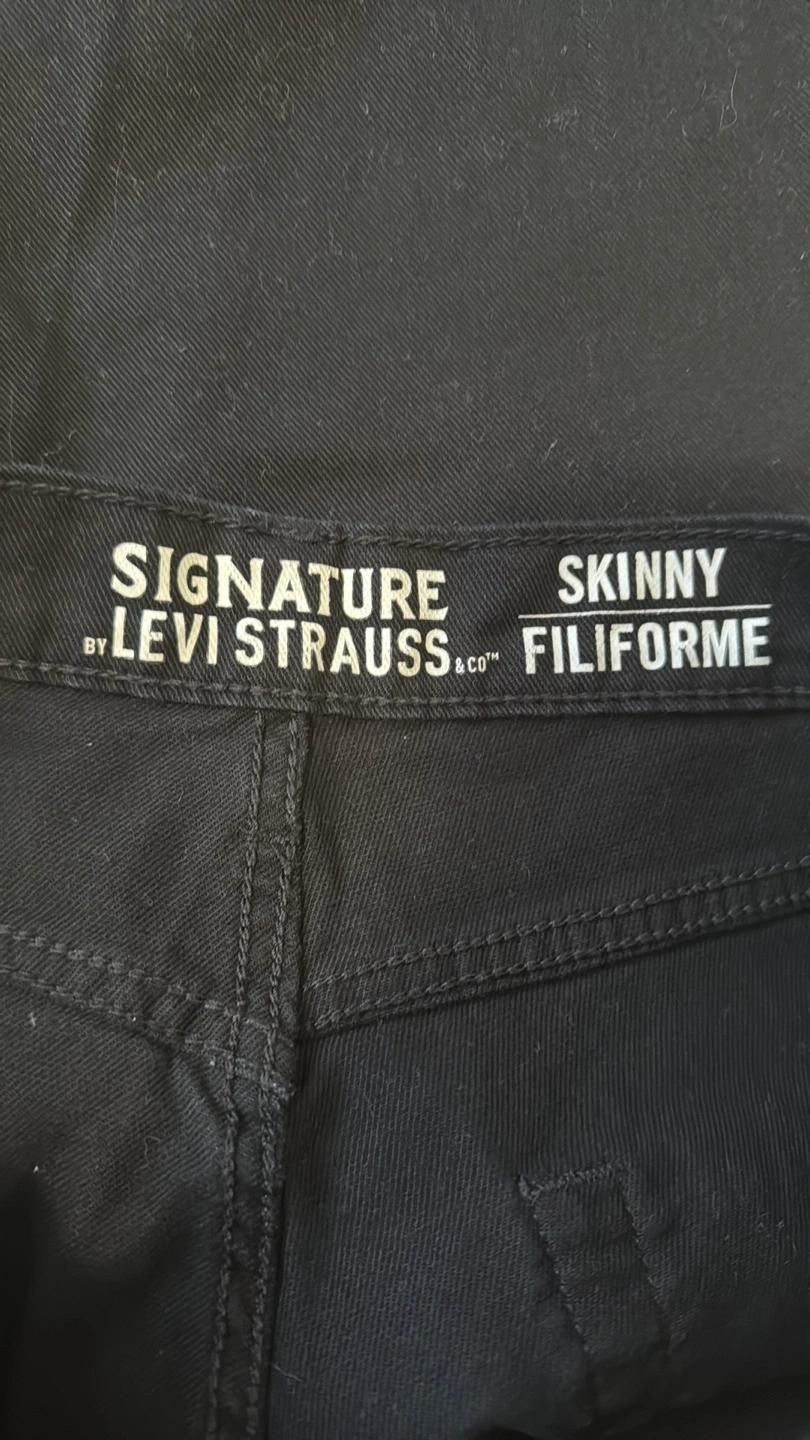 SIGNATURE
BY LEVI STRAUSS & CO™
SKINNY
FILIFORME